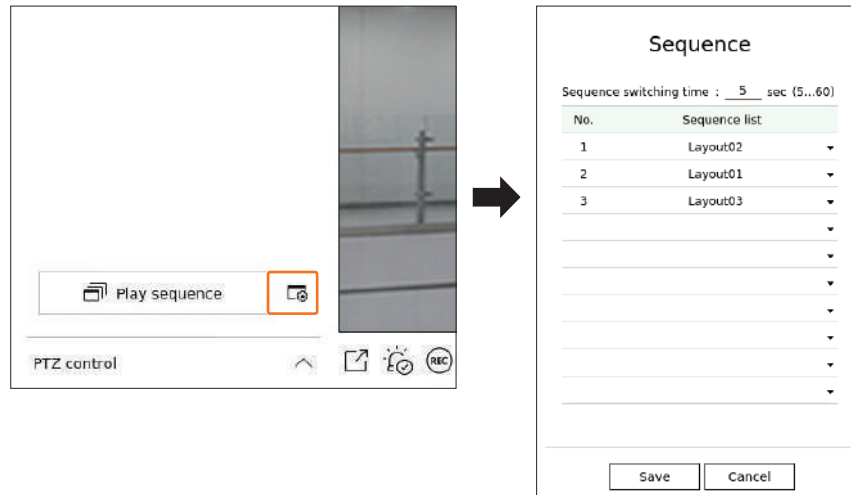 Play sequence
PTZ control
REC
Sequence
Sequence switching time : 5 sec (5...60)
No. Sequence list
1 Layout02
2 Layout01
3 Layout03
Save Cancel